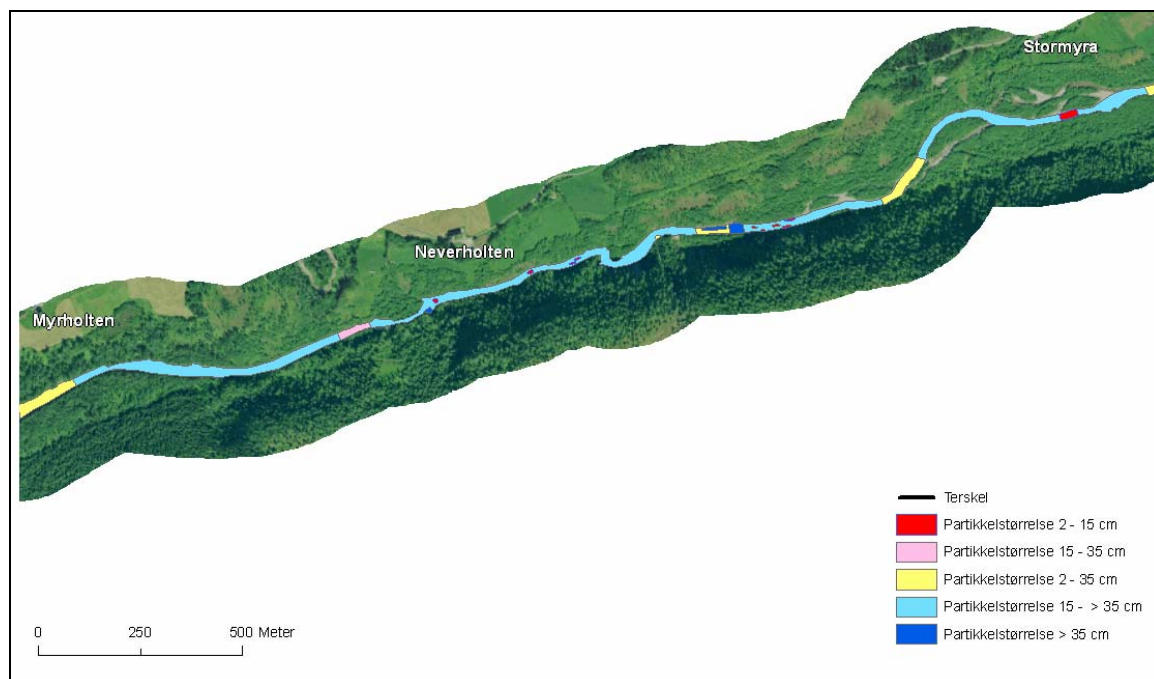 Stormyra
Neverholten
Myrholten
Terskel
Partikkelstørrelse 2 - 15 cm
Partikkelstørrelse 15 - 35 cm
Partikkelstørrelse 2 - 35 cm
Partikkelstørrelse 15 - > 35 cm
Partikkelstørrelse > 35 cm
0 250 500 Meter